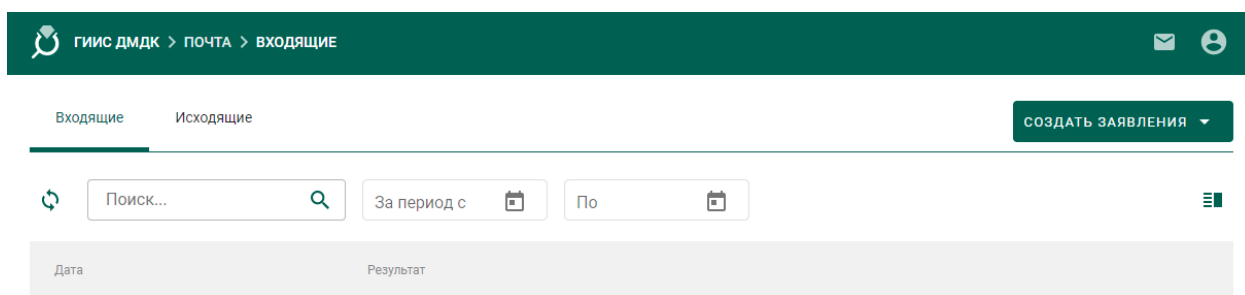 ГИИС ДМДК > ПОЧТА > ВХОДЯЩИЕ
Входящие Исходящие СОЗДАТЬ ЗАЯВЛЕНИЯ
Поиск... За период с По
Дата Результат